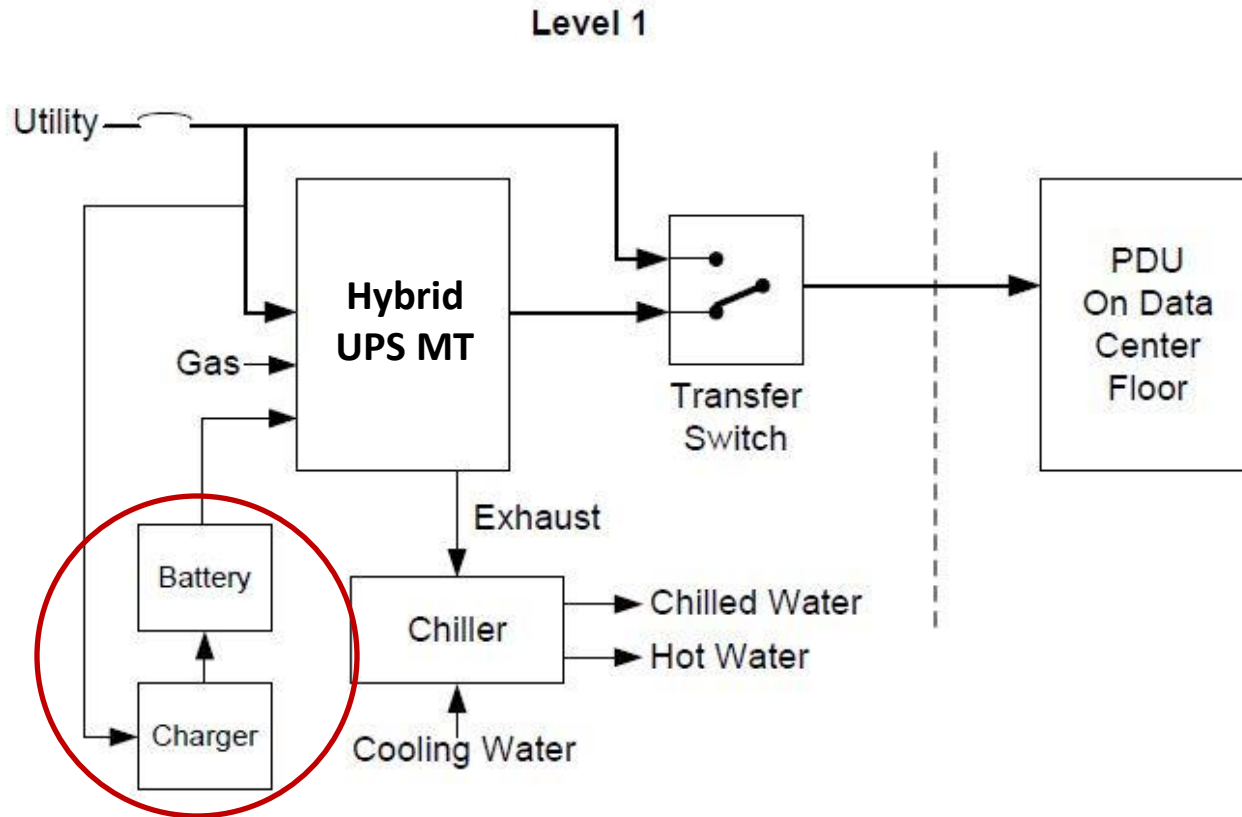 Level 1
Utility
Hybrid
UPS MT
Gas
Transfer
Switch
PDU
On Data
Center
Floor
Exhaust
Battery
Chiller
Chilled Water
Hot Water
Charger
Cooling Water